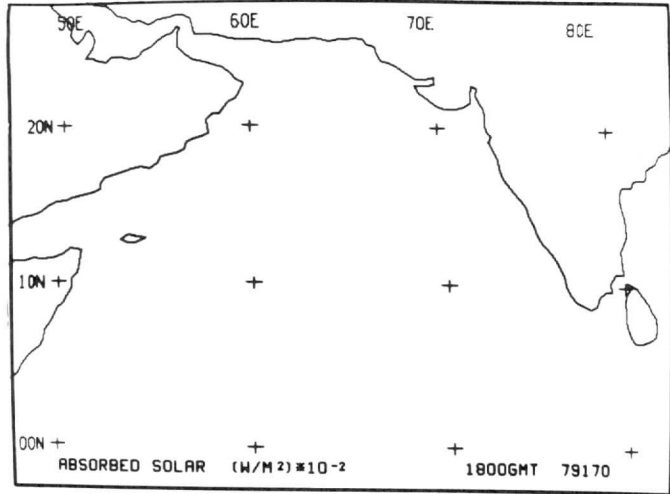 50E 60E 70E 80E
20N
10N
00N
ABSORBED SOLAR (W/M²)*10⁻²
1800GMT 79170